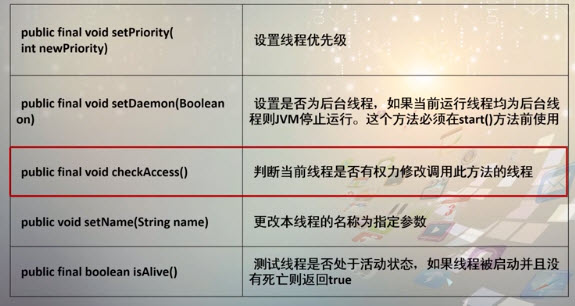 public final void setPriority(
int newPriority)
设置线程优先级
public final void setDaemon(Boolean
on)
设置是否为后台线程，如果当前运行线程均为后台线
程则JVM停止运行。这个方法必须在start()方法前使用
public final void checkAccess()
判断当前线程是否有权力修改调用此方法的线程
public void setName(String name)
更改本线程的名称为指定参数
public final boolean isAlive()
测试线程是否处于活动状态，如果线程被启动并且没
有死亡则返回true